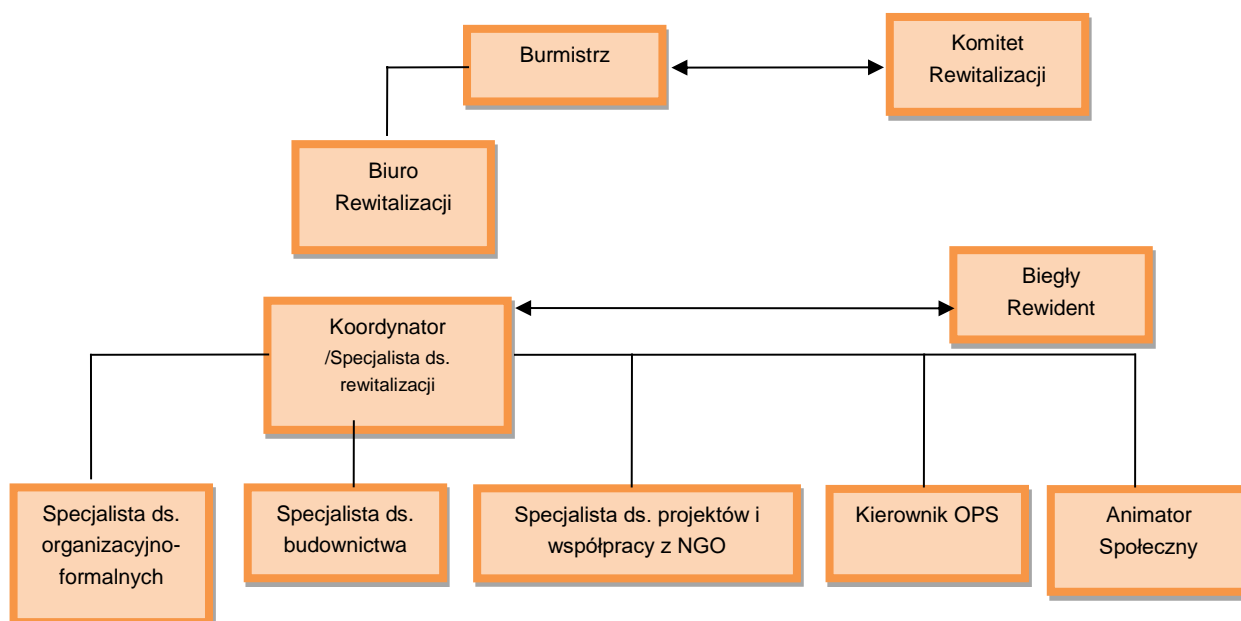 Burmistrz
Komitet
Rewitalizacji
Biuro
Rewitalizacji
Biegły
Rewident
Koordynator
/Specjalista ds.
rewitalizacji
Specjalista ds.
organizacyjno-
formalnych
Specjalista ds.
budownictwa
Specjalista ds. projektów i
współpracy z NGO
Kierownik OPS
Animator
Społeczny